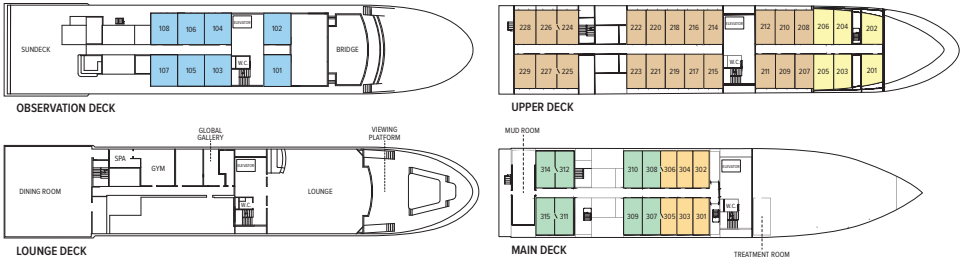 108
106
104
ELEVATOR
102
SUNDECK
BRIDGE
W.C.
107
105
103
101
OBSERVATION DECK
228
226
224
222
220
218
216
214
ELEVATOR
212
210
208
206
204
202
W.C.
229
227
225
223
221
219
217
215
211
209
207
205
203
201
UPPER DECK
GLOBAL
GALLERY
VIEWING
PLATFORM
SPA
GYM
ELEVATOR
DINING ROOM
LOUNGE
W.C.
LOUNGE DECK
MUD ROOM
314
312
310
308
306
304
302
ELEVATOR
W.C.
315
311
309
307
305
303
301
MAIN DECK
TREATMENT ROOM